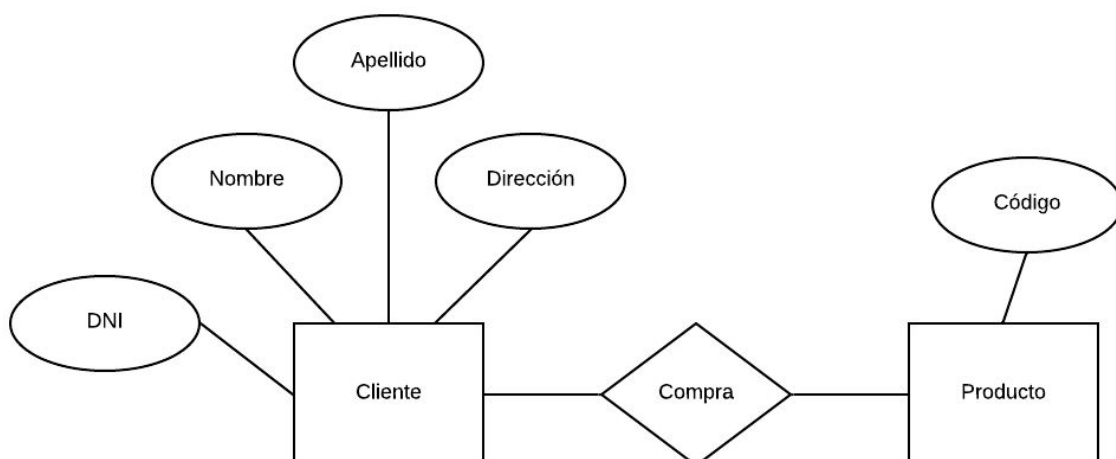 Apellido
Nombre
Dirección
Código
DNI
Cliente
Compra
Producto